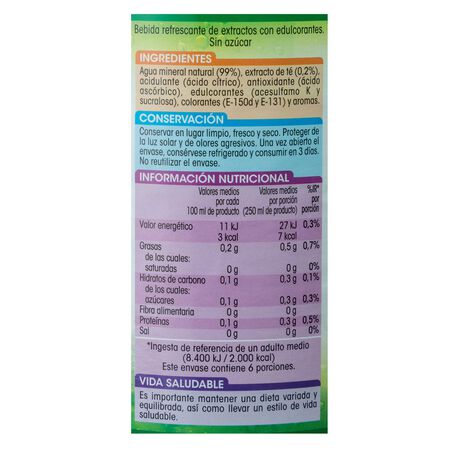 Bebida refrescante de extractos con edulcorantes.
Sin azúcar
INGREDIENTES
Agua mineral natural (99%), extracto de té (0,2%),
acidulante (ácido cítrico), antioxidante (ácido
ascórbico), edulcorantes (acesulfamo K y
sucralosa), colorantes (E-150d y E-131) y aromas.
CONSERVACIÓN
Conservar en lugar limpio, fresco y seco. Proteger de
la luz solar y de olores agresivos. Una vez abierto el
envase, consérvese refrigerado y consumir en 3 días.
No reutilizar el envase.
INFORMACIÓN NUTRICIONAL
Valores medios Valores medios %IR*
por cada por porción por
100 ml de producto (250 ml de producto) porción
Valor energético 11 kJ 27 kJ 0,3%
3 kcal 7 kcal
Grasas 0,2 g 0,5 g 0,7%
de las cuales:
saturadas 0 g 0 g 0%
Hidratos de carbono 0,1 g 0,3 g 0,1%
de los cuales:
azúcares 0,1 g 0,3 g 0,3%
Fibra alimentaria 0 g 0 g
Proteínas 0,1 g 0,3 g 0,5%
Sal 0 g 0 g 0%
*Ingesta de referencia de un adulto medio
(8.400 kJ / 2.000 kcal)
Este envase contiene 6 porciones.
VIDA SALUDABLE
Es importante mantener una dieta variada y
equilibrada, así como llevar un estilo de vida
saludable.